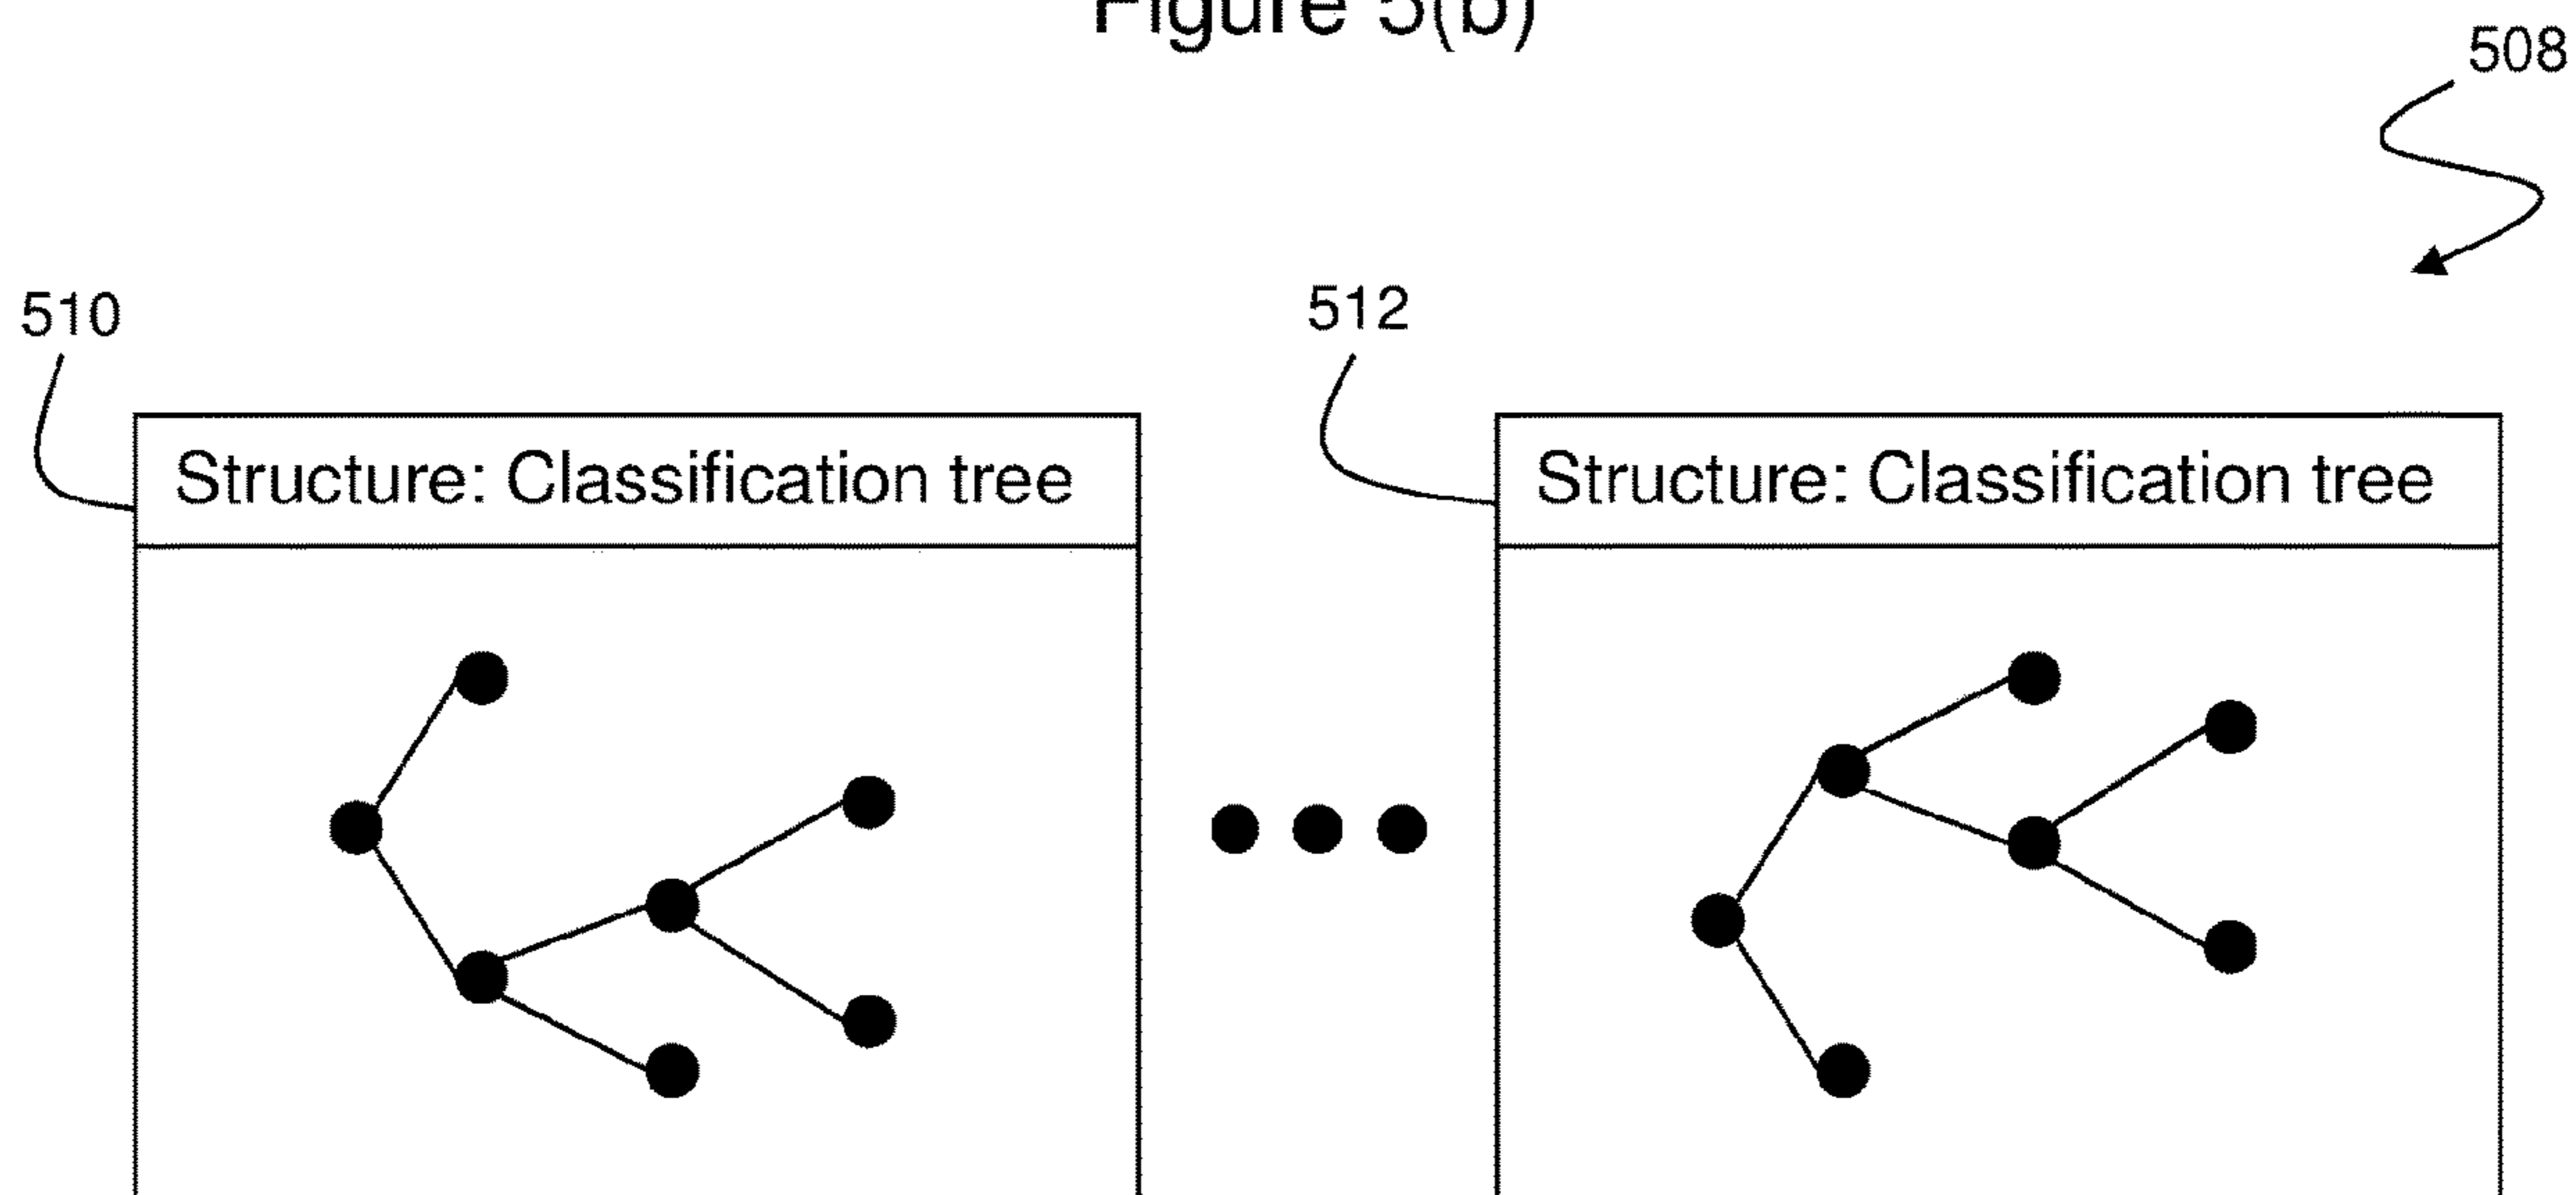 Figure 5(b)
508
510
512
Structure: Classification tree
Structure: Classification tree